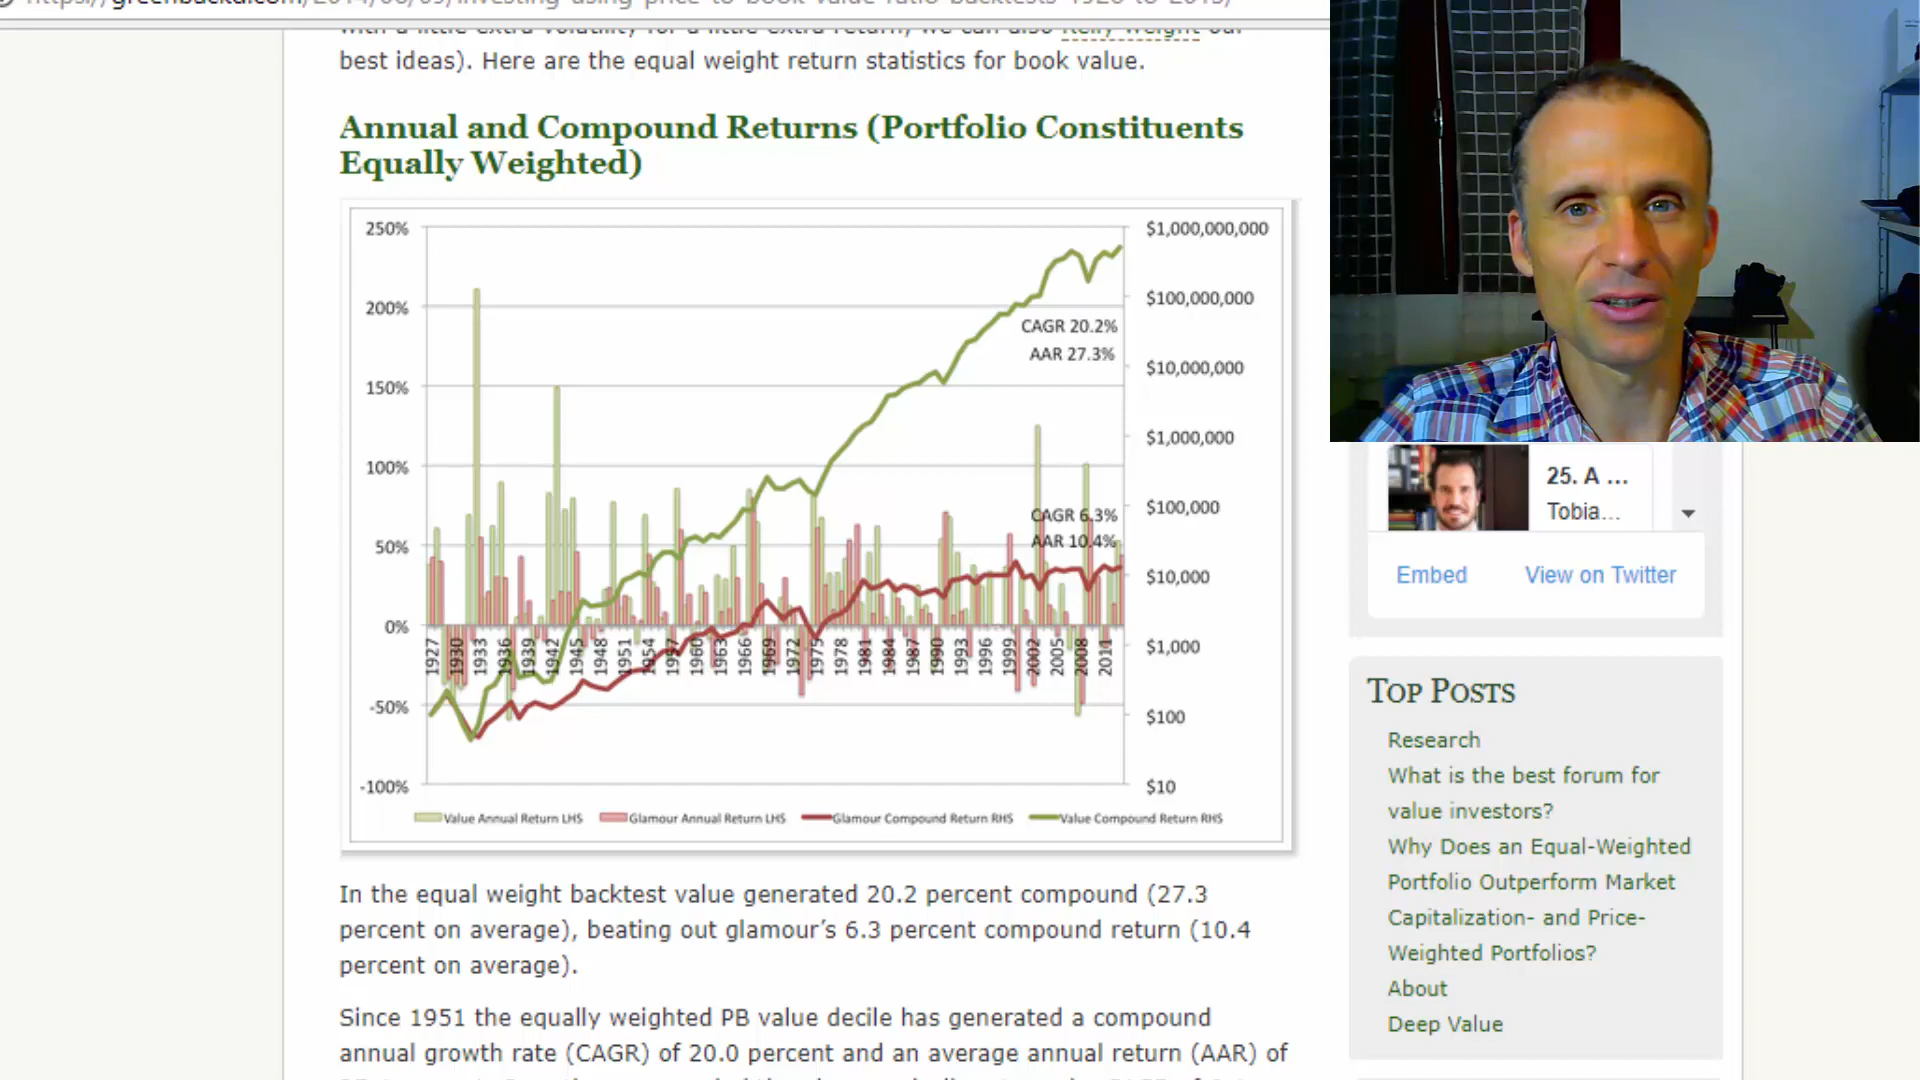 best ideas). Here are the equal weight return statistics for book value.
Annual and Compound Returns (Portfolio Constituents
Equally Weighted)
250%
200%
150%
100%
50%
0%
-50%
-100%
$1,000,000,000
$100,000,000
$10,000,000
$1,000,000
$100,000
$10,000
$1,000
$100
$10
CAGR 20.2%
AAR 27.3%
CAGR 6.3%
AAR 10.4%
1927 1930 1933 1936 1939 1942 1945 1948 1951 1954 1957 1960 1963 1966 1969 1972 1975 1978 1981 1984 1987 1990 1993 1996 1999 2002 2005 2008 2011
Value Annual Return LHS Glamour Annual Return LHS Glamour Compound Return RHS Value Compound Return RHS
In the equal weight backtest value generated 20.2 percent compound (27.3
percent on average), beating out glamour’s 6.3 percent compound return (10.4
percent on average).
Since 1951 the equally weighted PB value decile has generated a compound
annual growth rate (CAGR) of 20.0 percent and an average annual return (AAR) of
25. A ...
Tobia...
Embed View on Twitter
Top Posts
Research
What is the best forum for
value investors?
Why Does an Equal-Weighted
Portfolio Outperform Market
Capitalization- and Price-
Weighted Portfolios?
About
Deep Value